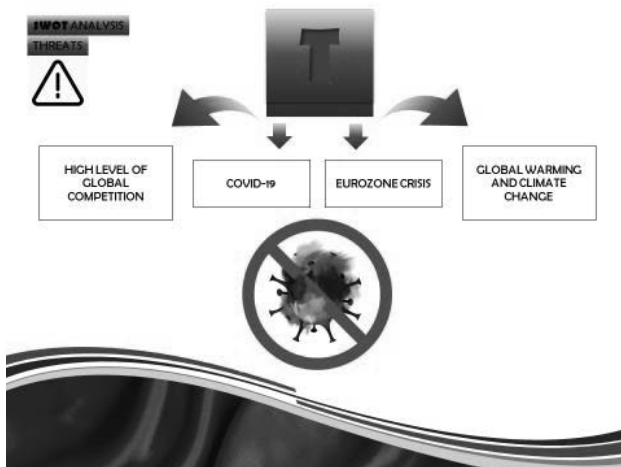 SWOT ANALYSIS
THREATS
T
HIGH LEVEL OF
GLOBAL
COMPETITION
COVID-19
EUROZONE CRISIS
GLOBAL WARMING
AND CLIMATE
CHANGE